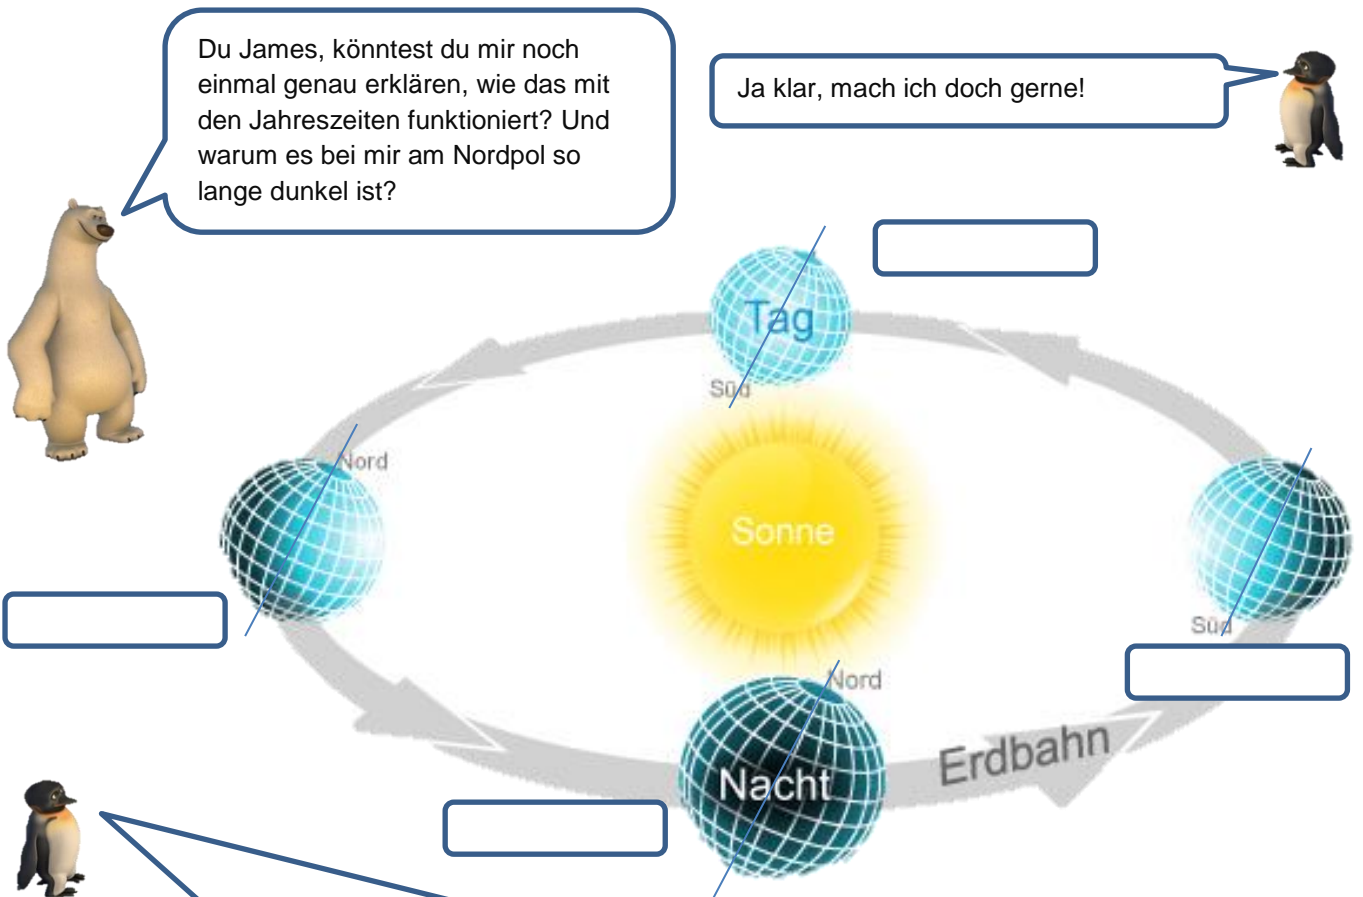 Du James, könntest du mir noch
einmal genau erklären, wie das mit
den Jahreszeiten funktioniert? Und
warum es bei mir am Nordpol so
lange dunkel ist?
Ja klar, mach ich doch gerne!
Tag
Süd
Nord
Sonne
Süd
Nord
Erdbahn
Nacht